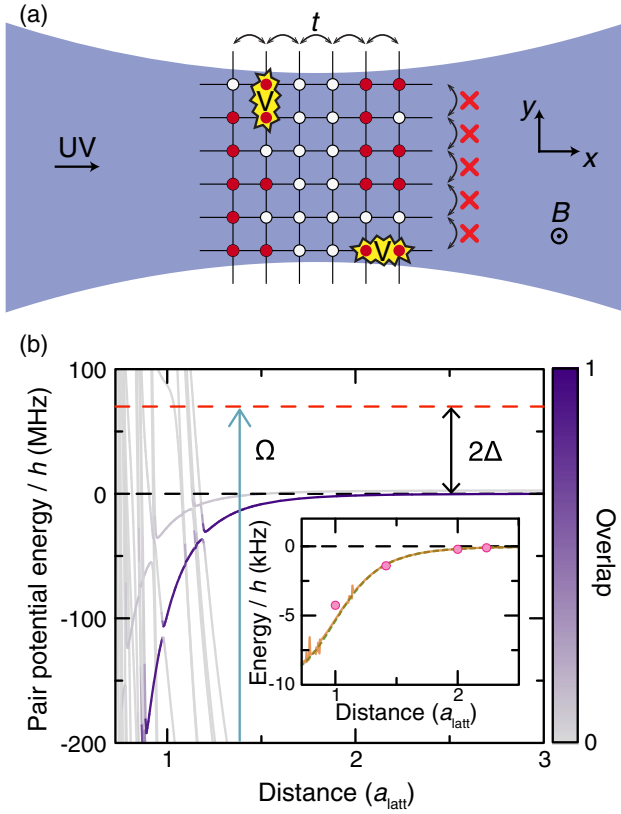 (a)
t
V
UV
y
x
B
V
(b)
Pair potential energy / h (MHz)
100
0
-100
-200
Ω
2Δ
Energy / h (kHz)
0
-5
-10
1
2
Distance (a_latt)
1
2
3
Distance (a_latt)
1
Overlap
0